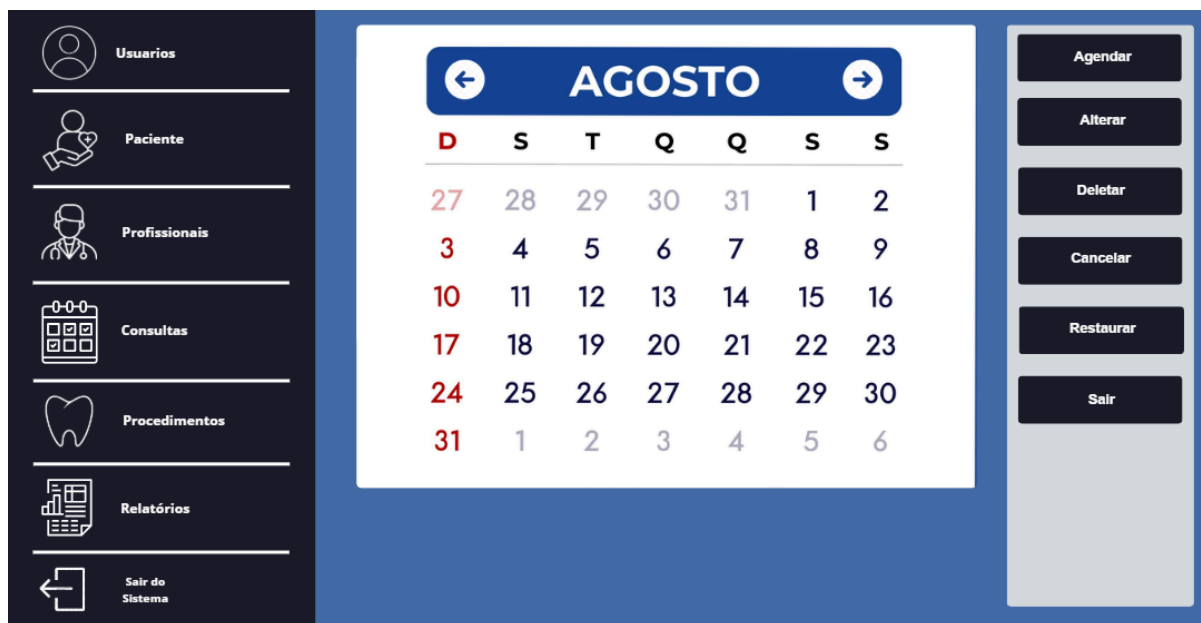 Usuarios
Paciente
Profissionais
Consultas
Procedimentos
Relatórios
Sair do
Sistema
AGOSTO
D S T Q Q S S
27 28 29 30 31 1 2
3 4 5 6 7 8 9
10 11 12 13 14 15 16
17 18 19 20 21 22 23
24 25 26 27 28 29 30
31 1 2 3 4 5 6
Agendar
Alterar
Deletar
Cancelar
Restaurar
Sair